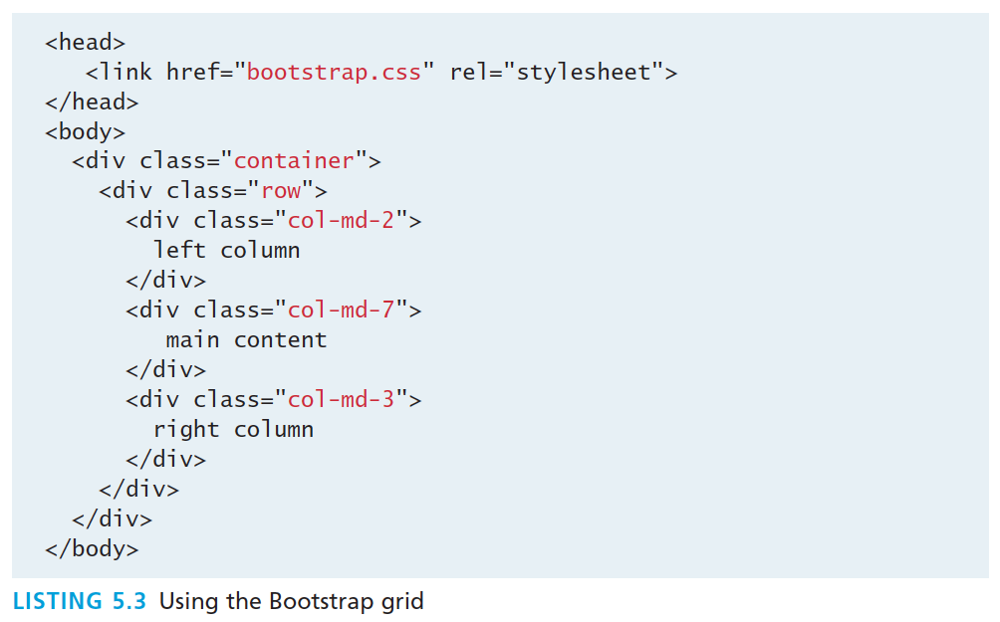 <head>
   <link href="bootstrap.css" rel="stylesheet">
</head>
<body>
  <div class="container">
    <div class="row">
      <div class="col-md-2">
        left column
      </div>
      <div class="col-md-7">
         main content
      </div>
      <div class="col-md-3">
        right column
      </div>
    </div>
  </div>
</body>
LISTING 5.3 Using the Bootstrap grid